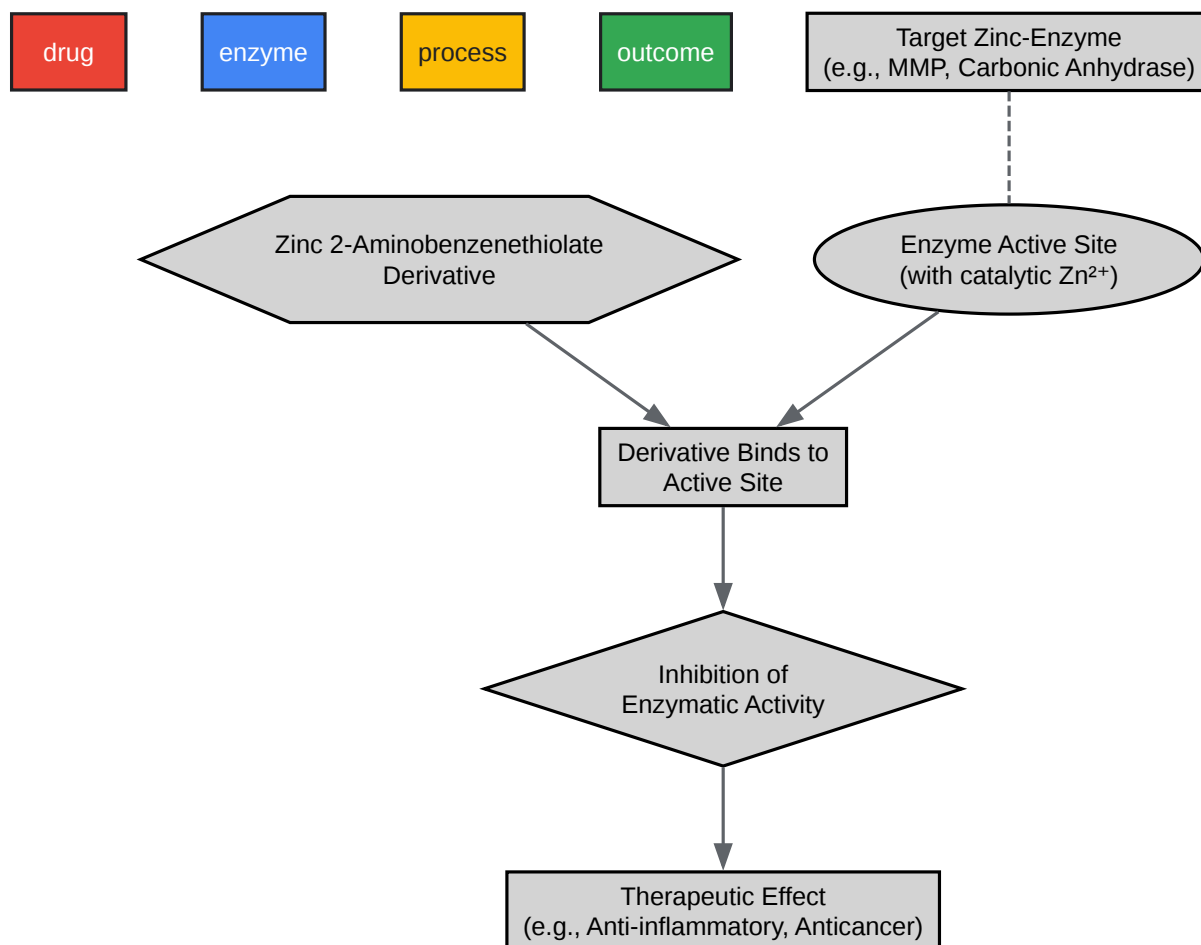 drug
enzyme
process
outcome
Target Zinc-Enzyme
(e.g., MMP, Carbonic Anhydrase)
Zinc 2-Aminobenzenethiolate
Derivative
Enzyme Active Site
(with catalytic Zn²⁺)
Derivative Binds to
Active Site
Inhibition of
Enzymatic Activity
Therapeutic Effect
(e.g., Anti-inflammatory, Anticancer)